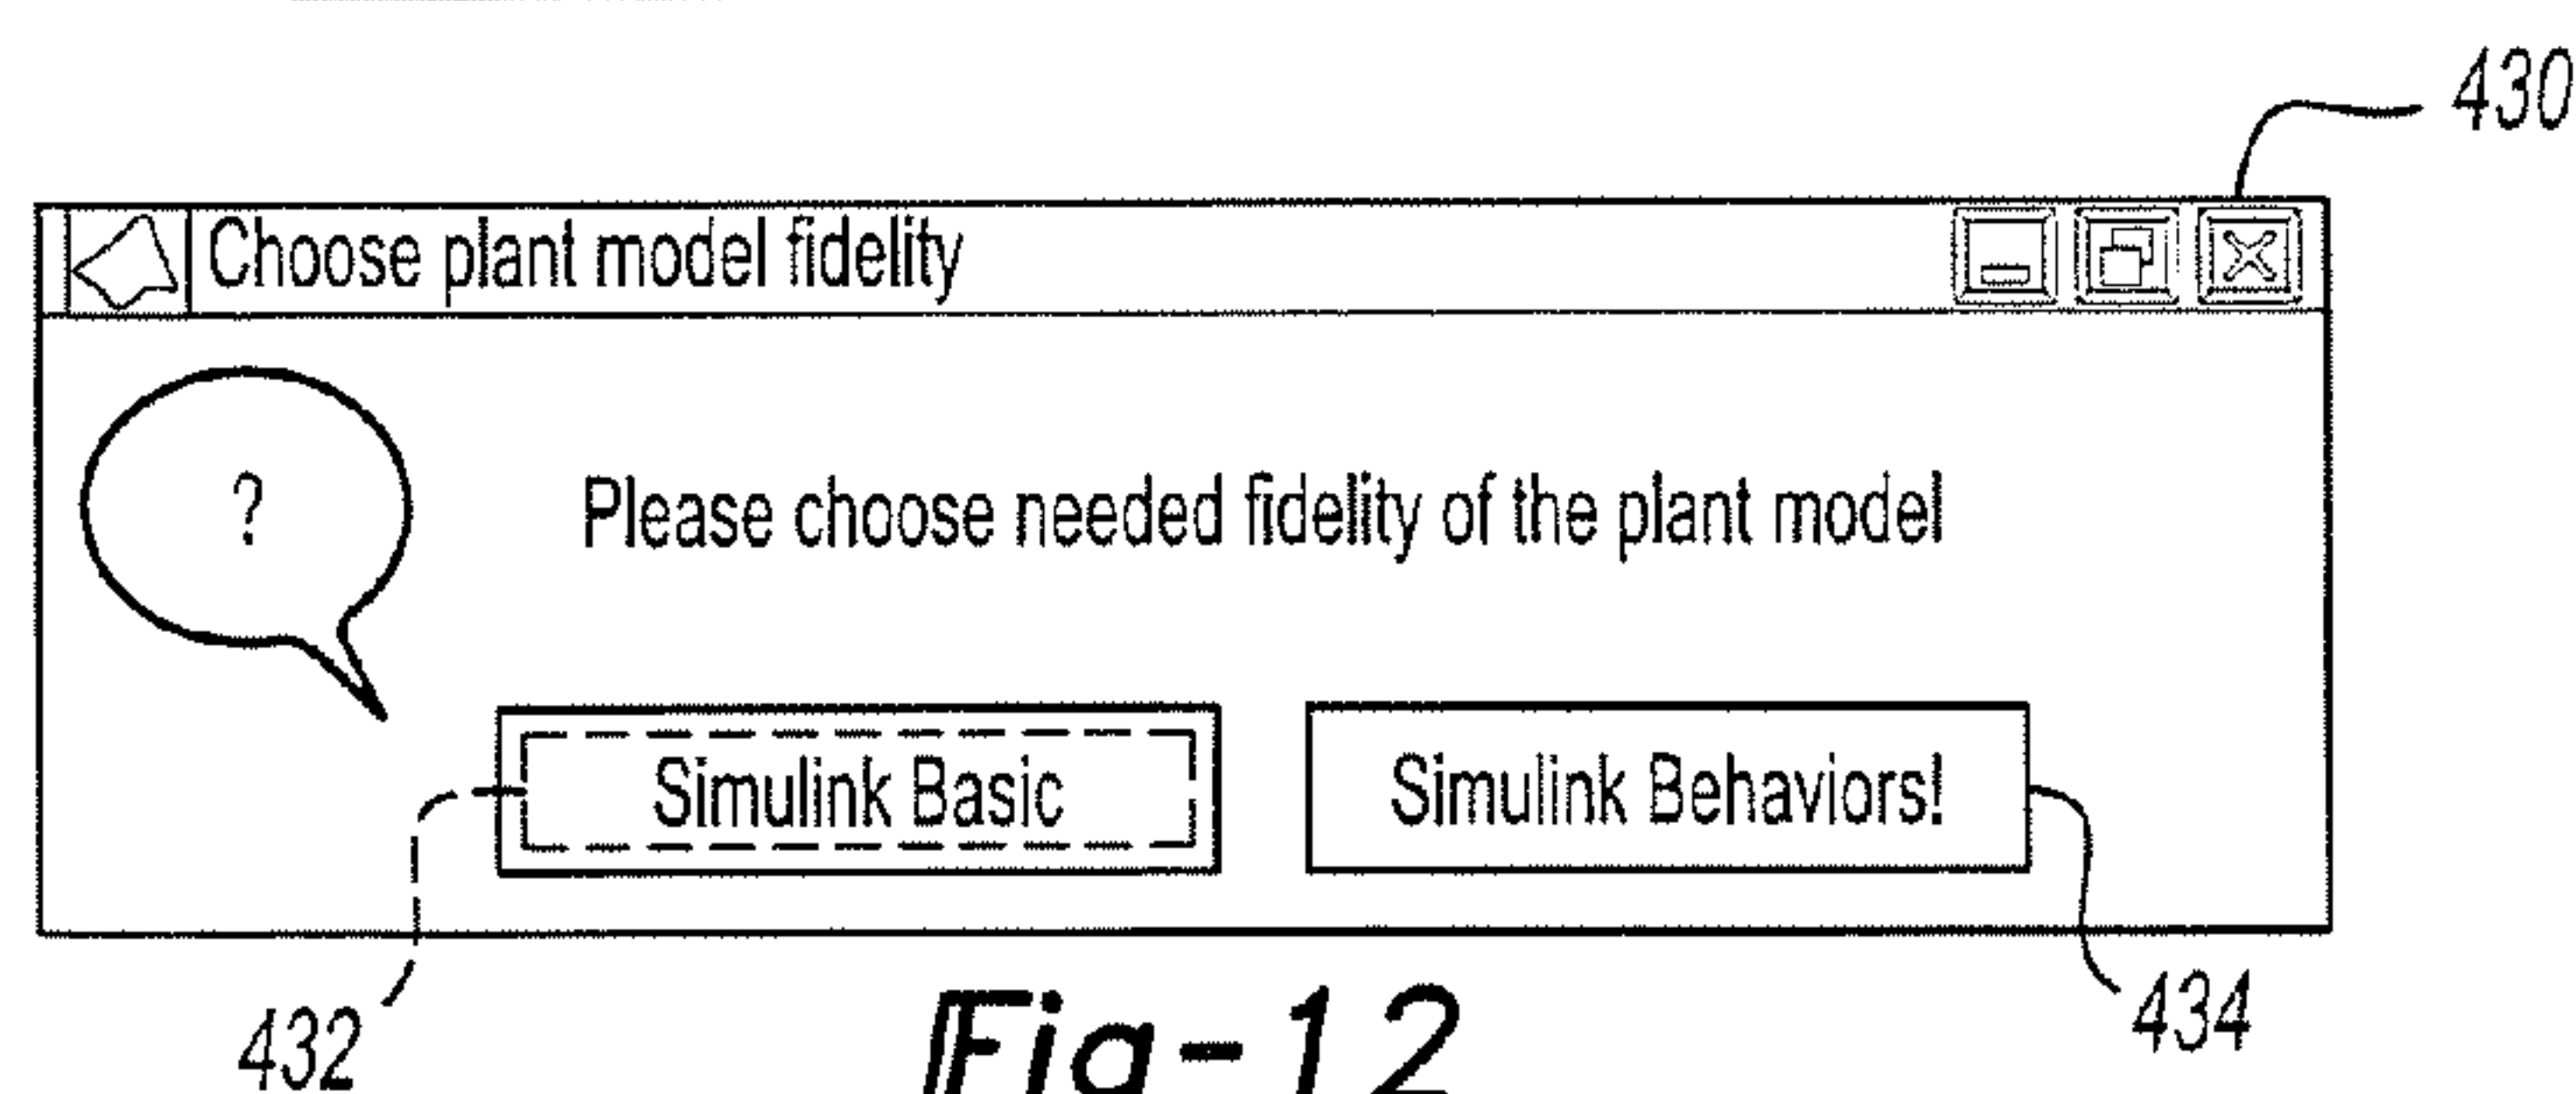 430
Choose plant model fidelity
?
Please choose needed fidelity of the plant model
Simulink Basic
Simulink Behaviors!
432
434
Fig-12